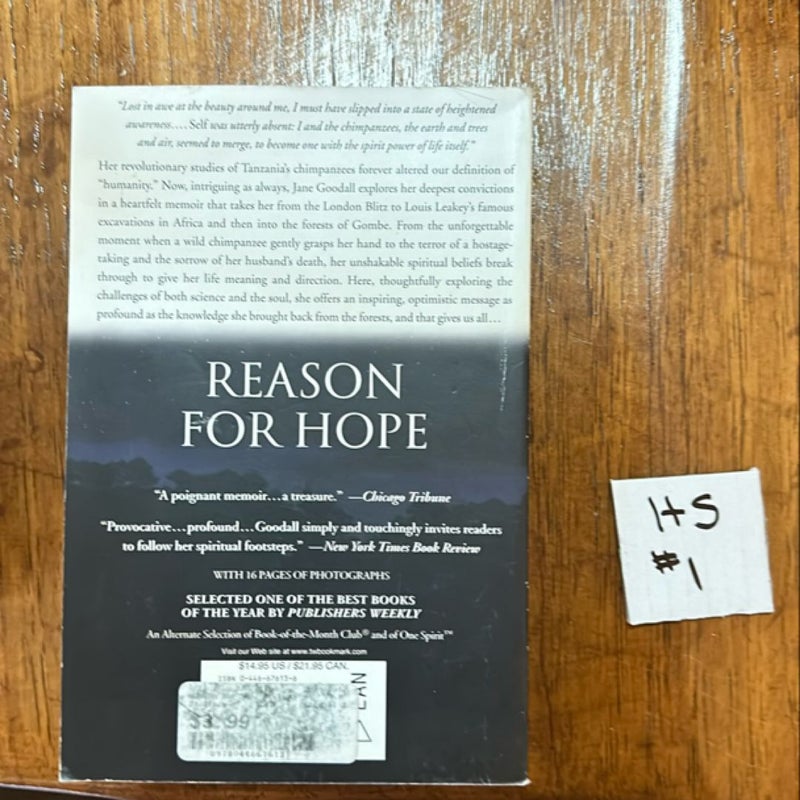 "Lost in awe at the beauty around me, I must have slipped into a state of heightened
awareness.... Self was utterly absent: I and the chimpanzees, the earth and trees
and air, seemed to merge, to become one with the spirit power of life itself."
Her revolutionary studies of Tanzania's chimpanzees forever altered our definition of
"humanity." Now, intriguing as always, Jane Goodall explores her deepest convictions
in a heartfelt memoir that takes her from the London Blitz to Louis Leakey's famous
excavations in Africa and then into the forests of Gombe. From the unforgettable
moment when a wild chimpanzee gently grasps her hand to the terror of a hostage-
taking and the sorrow of her husband's death, her unshakable spiritual beliefs break
through to give her life meaning and direction. Here, thoughtfully exploring the
challenges of both science and the soul, she offers an inspiring, optimistic message as
profound as the knowledge she brought back from the forests, and that gives us all...
REASON
FOR HOPE
"A poignant memoir...a treasure." —Chicago Tribune
"Provocative...profound...Goodall simply and touchingly invites readers
to follow her spiritual footsteps." —New York Times Book Review
WITH 16 PAGES OF PHOTOGRAPHS
SELECTED ONE OF THE BEST BOOKS
OF THE YEAR BY PUBLISHERS WEEKLY
An Alternate Selection of Book-of-the-Month Club® and of One Spirit™
Visit our Web site at www.twbookmark.com
$14.95 US / $21.95 CAN.
ISBN 0-446-67613-6
EAN
$3.99
HS
#1